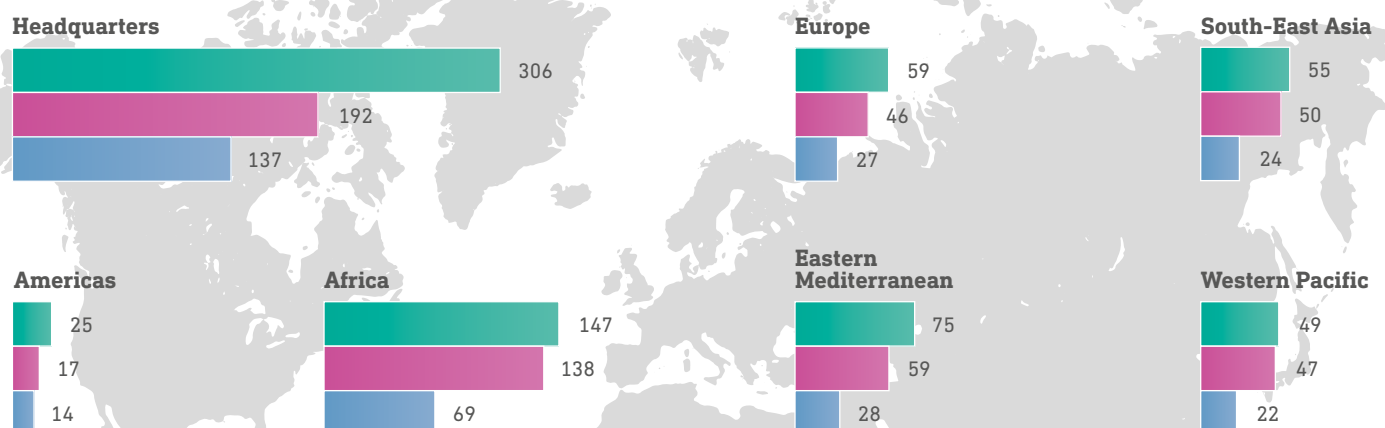 Headquarters
306
192
137
Europe
59
46
27
South-East Asia
55
50
24
Americas
25
17
14
Africa
147
138
69
Eastern
Mediterranean
75
59
28
Western Pacific
49
47
22